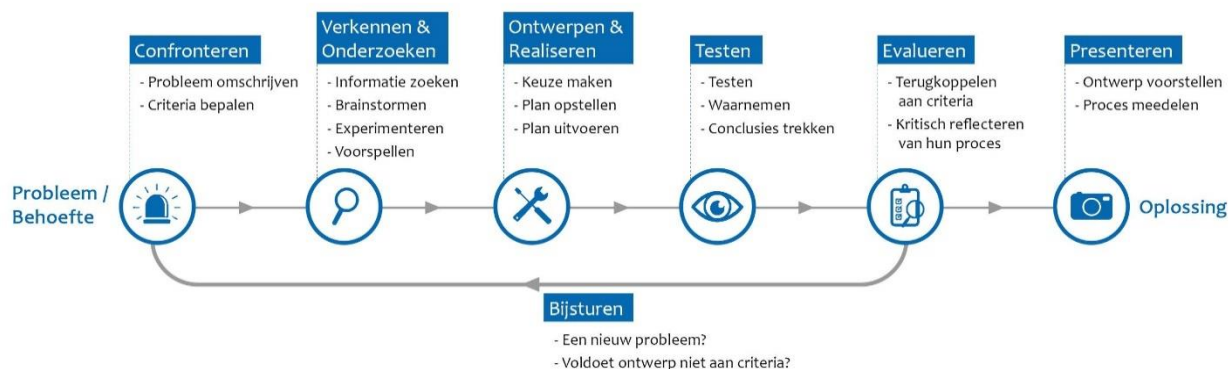 Confronteren
- Probleem omschrijven
- Criteria bepalen
Verkennen &
Onderzoeken
- Informatie zoeken
- Brainstormen
- Experimenteren
- Voorspellen
Ontwerpen &
Realiseren
- Keuze maken
- Plan opstellen
- Plan uitvoeren
Testen
- Testen
- Waarnemen
- Conclusies trekken
Evalueren
- Terugkoppelen
aan criteria
- Kritisch reflecteren
van hun proces
Presenteren
- Ontwerp voorstellen
- Proces meedelen
Probleem /
Behoefte
Oplossing
Bijsturen
- Een nieuw probleem?
- Voldoet ontwerp niet aan criteria?